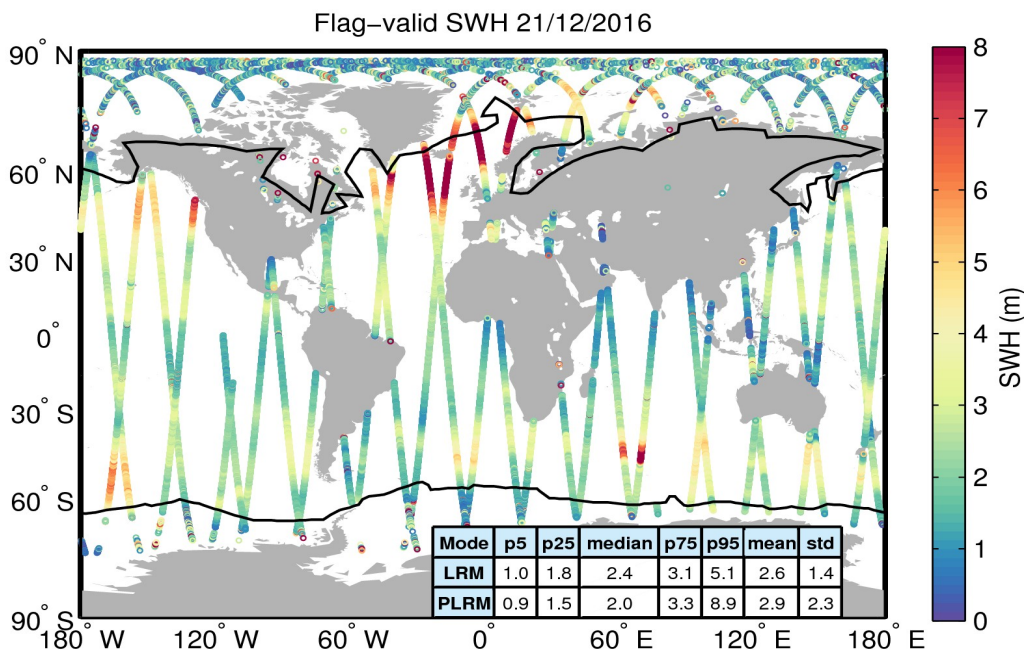 Flag−valid SWH 21/12/2016
90° N
60° N
30° N
0°
30° S
60° S
90° S
180° W
120° W
60° W
0°
60° E
120° E
180° E
Mode p5 p25 median p75 p95 mean std
LRM 1.0 1.8 2.4 3.1 5.1 2.6 1.4
PLRM 0.9 1.5 2.0 3.3 8.9 2.9 2.3
8
7
6
5
4
3
2
1
0
SWH (m)